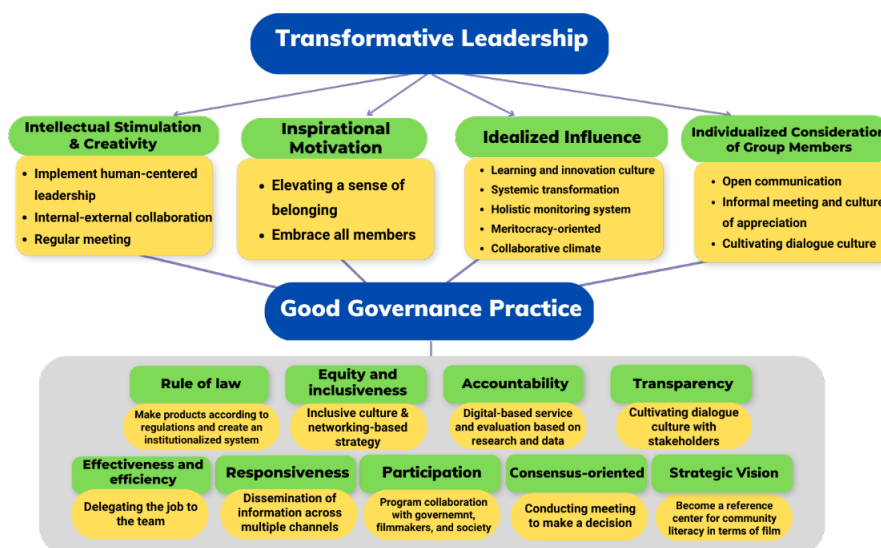 Transformative Leadership
Intellectual Stimulation
& Creativity
• Implement human-centered
leadership
• Internal-external collaboration
• Regular meeting
Inspirational
Motivation
• Elevating a sense of
belonging
• Embrace all members
Idealized Influence
• Learning and innovation culture
• Systemic transformation
• Holistic monitoring system
• Meritocracy-oriented
• Collaborative climate
Individualized Consideration
of Group Members
• Open communication
• Informal meeting and culture
of appreciation
• Cultivating dialogue culture
Good Governance Practice
Rule of law
Make products according to
regulations and create an
institutionalized system
Equity and
inclusiveness
Inclusive culture &
networking-based
strategy
Accountability
Digital-based service
and evaluation based on
research and data
Transparency
Cultivating dialogue
culture with
stakeholders
Effectiveness and
efficiency
Delegating the job to
the team
Responsiveness
Dissemination of
information across
multiple channels
Participation
Program collaboration
with governemnt,
filmmakers, and society
Consensus-oriented
Conducting meeting
to make a decision
Strategic Vision
Become a reference
center for community
literacy in terms of film